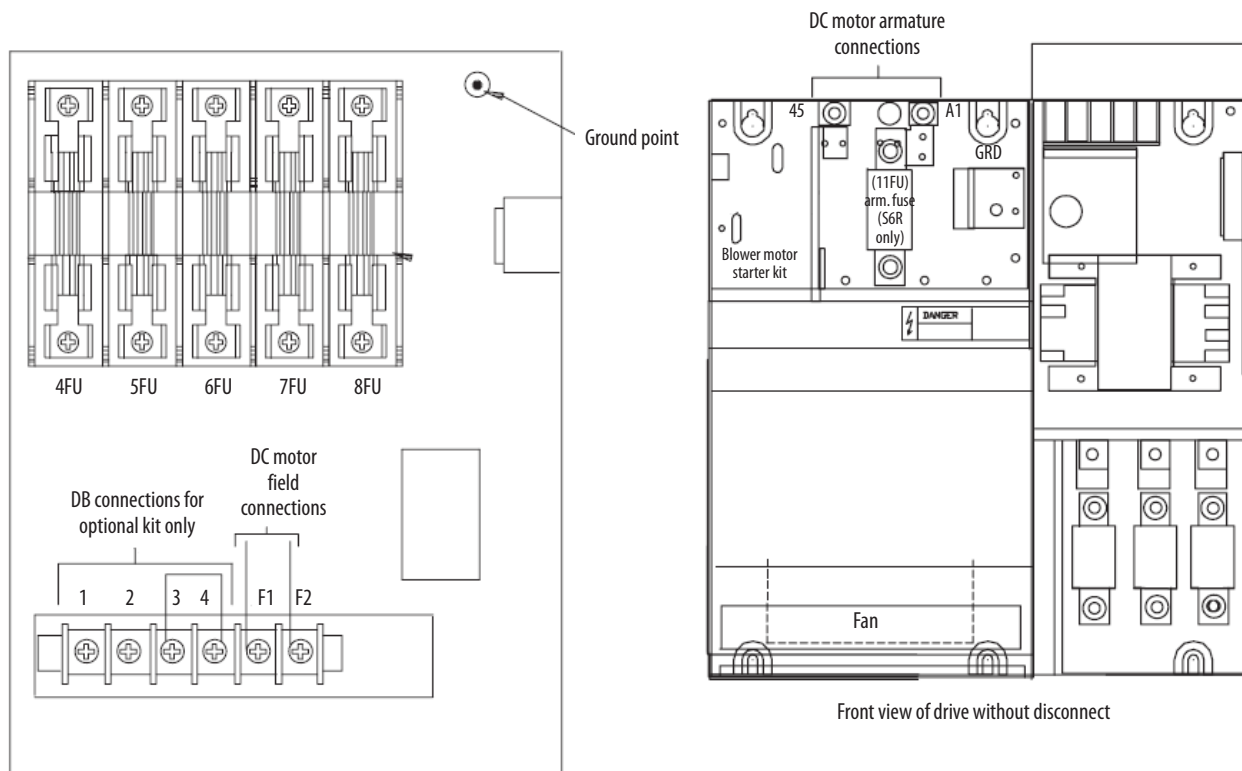 Ground point
4FU 5FU 6FU 7FU 8FU
DC motor
field
connections
DB connections for
optional kit only
1 2 3 4 F1 F2
DC motor armature
connections
45 A1
GRD
(11FU)
arm. fuse
(S6R
only)
Blower motor
starter kit
DANGER
Fan
Front view of drive without disconnect